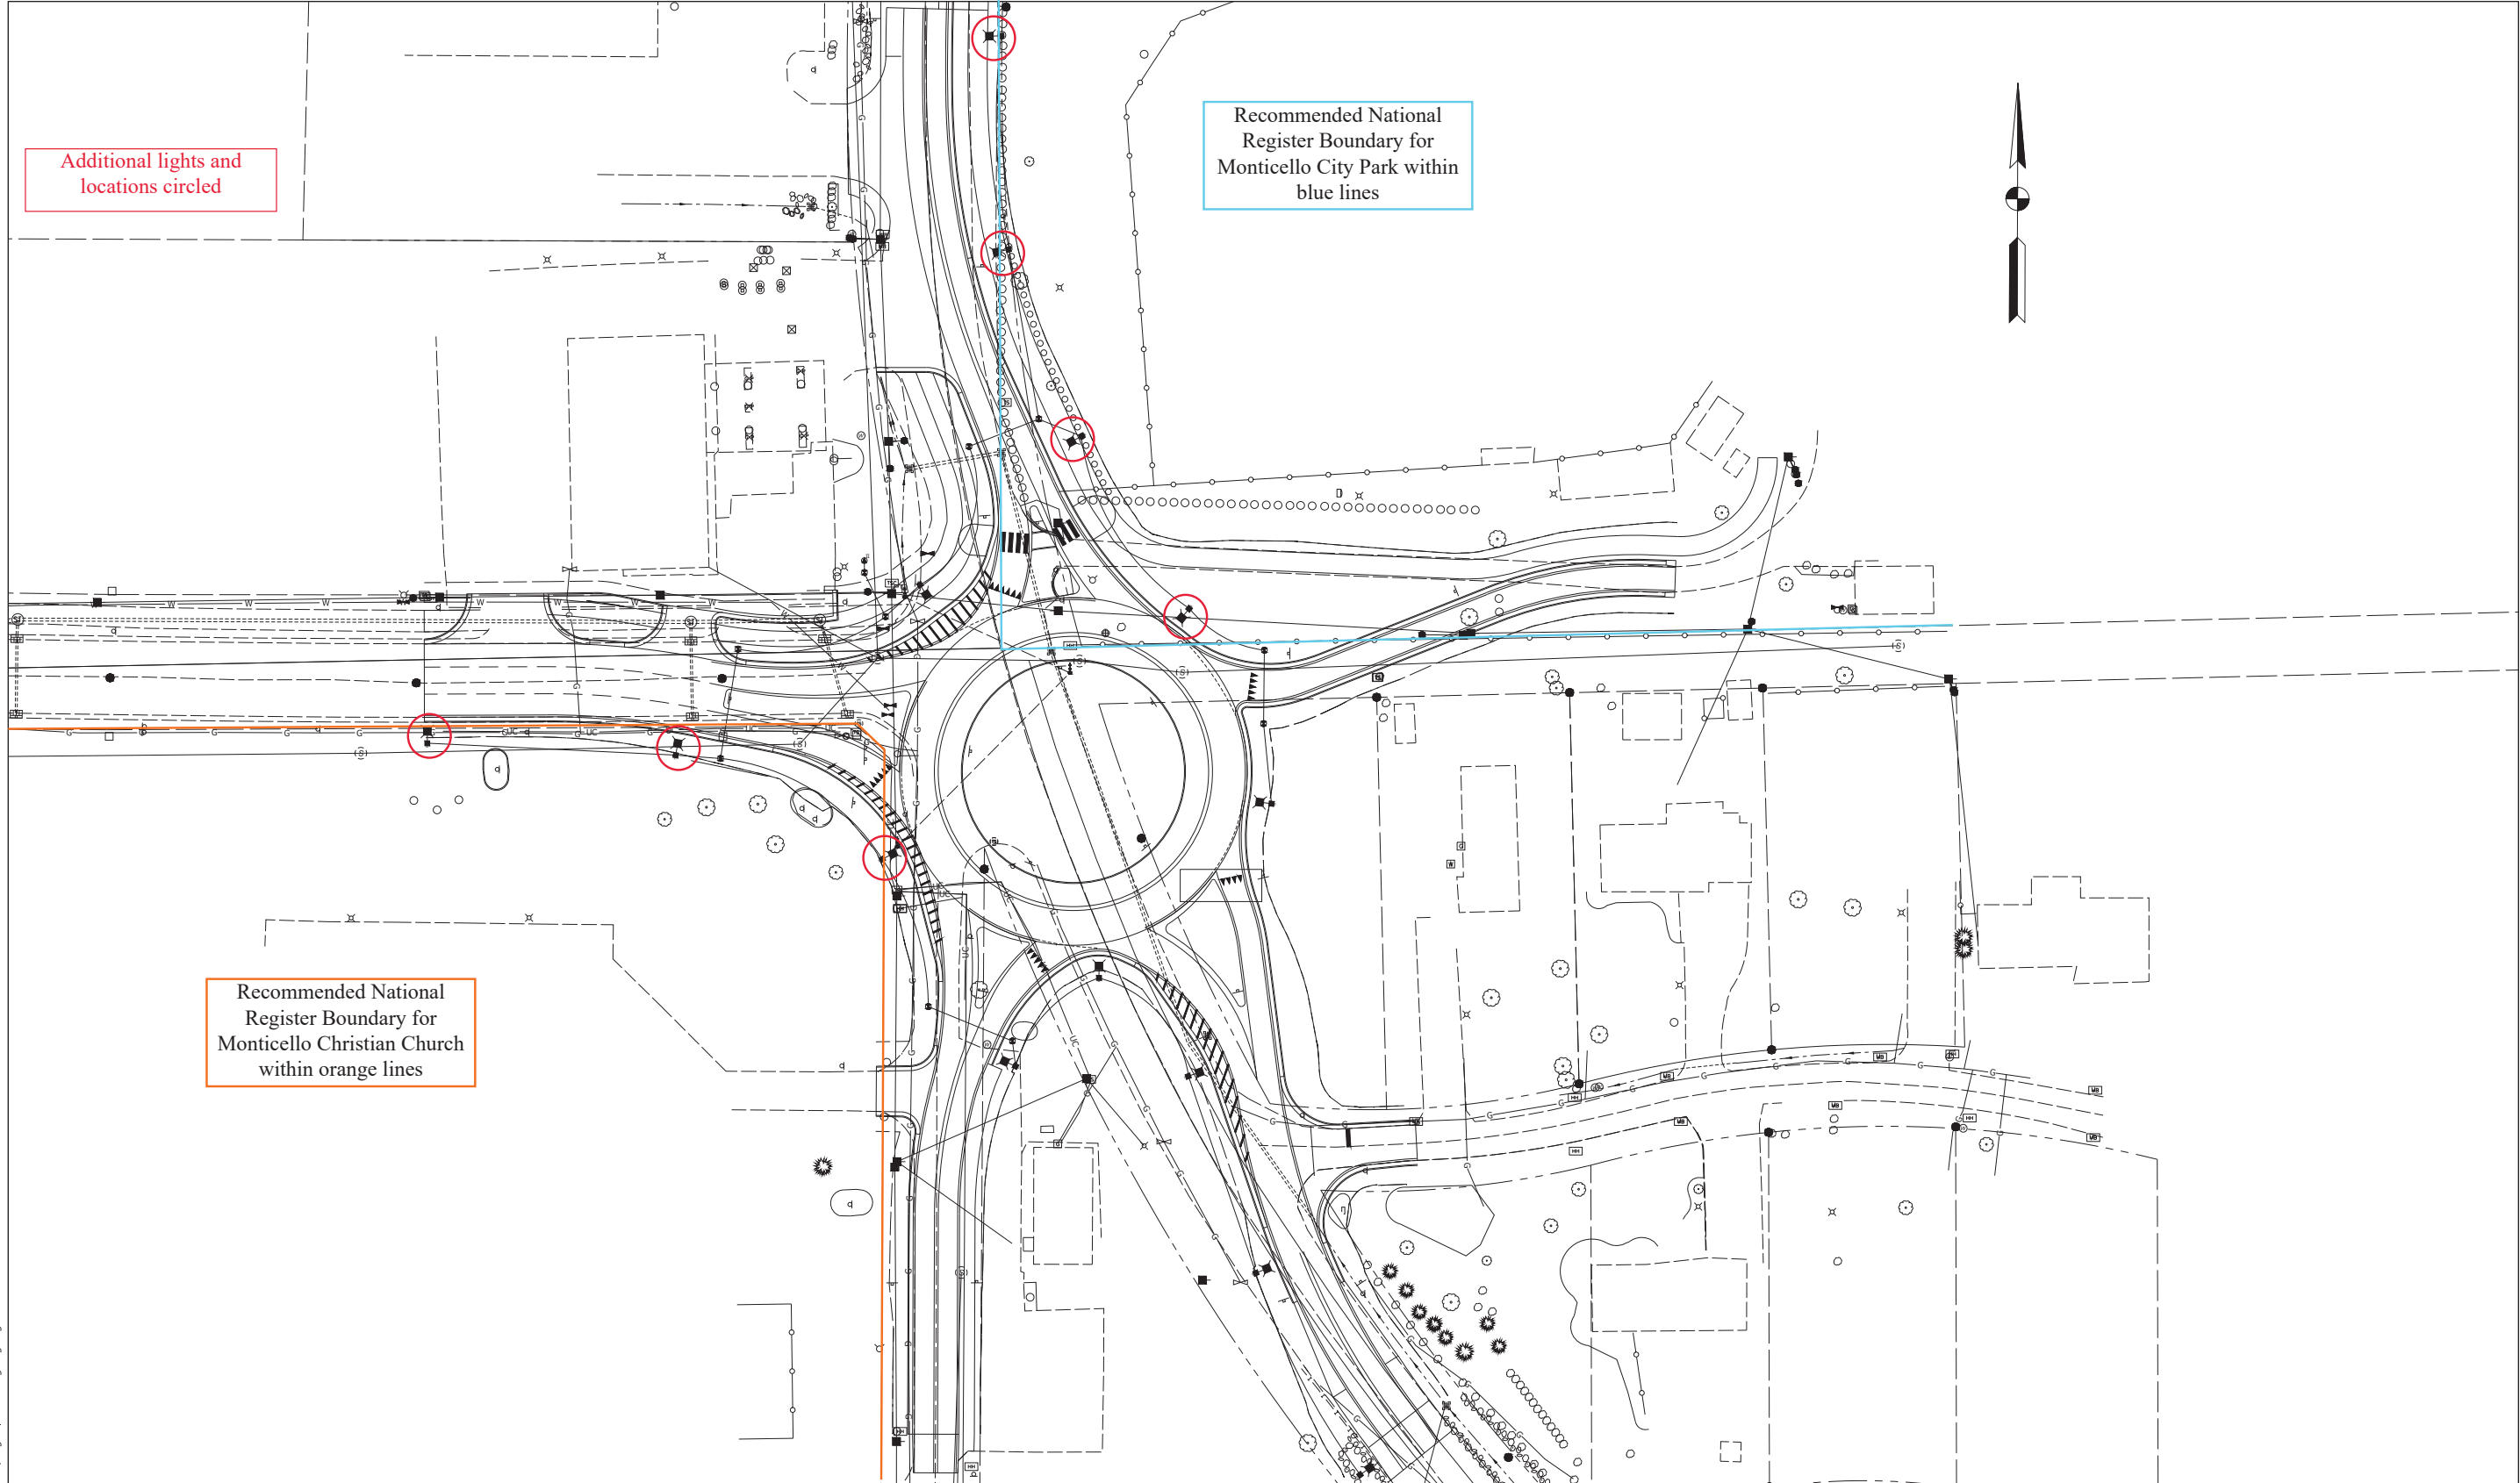 Additional lights and
locations circled
Recommended National
Register Boundary for
Monticello City Park within
blue lines
Recommended National
Register Boundary for
Monticello Christian Church
within orange lines